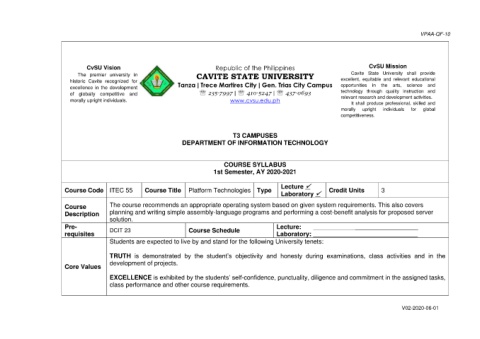 VPAA-QF-10
CvSU Vision
The premier university in
historic Cavite recognized for
excellence in the development
of globally competitive and
morally upright individuals.
Republic of the Philippines
CAVITE STATE UNIVERSITY
Tanza | Trece Martires City | Gen. Trias City Campus
☏ 235-7997 | ☏ 410-5247 | ☏ 437-0693
www.cvsu.edu.ph
CvSU Mission
Cavite State University shall provide
excellent, equitable and relevant educational
opportunities in the arts, science and
technology through quality instruction and
relevant research and development activities.
It shall produce professional, skilled and
morally upright individuals for global
competitiveness.
T3 CAMPUSES
DEPARTMENT OF INFORMATION TECHNOLOGY
COURSE SYLLABUS
1st Semester, AY 2020-2021
Course Code ITEC 55 Course Title Platform Technologies Type Lecture ✓ Laboratory ✓ Credit Units 3
Course Description The course recommends an appropriate operating system based on given system requirements. This also covers
planning and writing simple assembly-language programs and performing a cost-benefit analysis for proposed server
solution.
Pre-requisites DCIT 23 Course Schedule Lecture:
Laboratory:
Core Values
Students are expected to live by and stand for the following University tenets:
TRUTH is demonstrated by the student's objectivity and honesty during examinations, class activities and in the
development of projects.
EXCELLENCE is exhibited by the students' self-confidence, punctuality, diligence and commitment in the assigned tasks,
class performance and other course requirements.
V02-2020-06-01